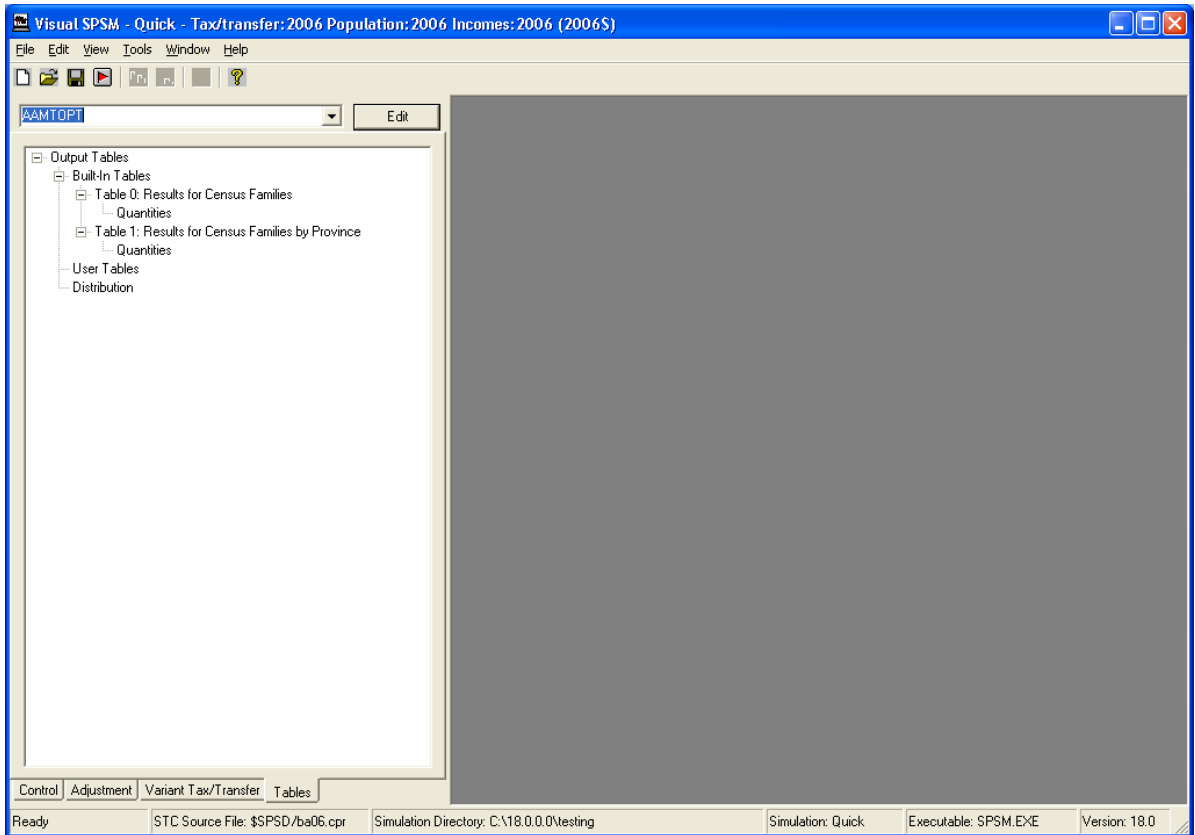 Visual SPSM - Quick - Tax/transfer:2006 Population:2006 Incomes:2006 (2006$)
File Edit View Tools Window Help
AAMTOPT Edit
Output Tables
Built-In Tables
Table 0: Results for Census Families
Quantities
Table 1: Results for Census Families by Province
Quantities
User Tables
Distribution
Control Adjustment Variant Tax/Transfer Tables
Ready STC Source File: $SPSD/ba06.cpr Simulation Directory: C:\18.0.0.0\testing Simulation: Quick Executable: SPSM.EXE Version: 18.0